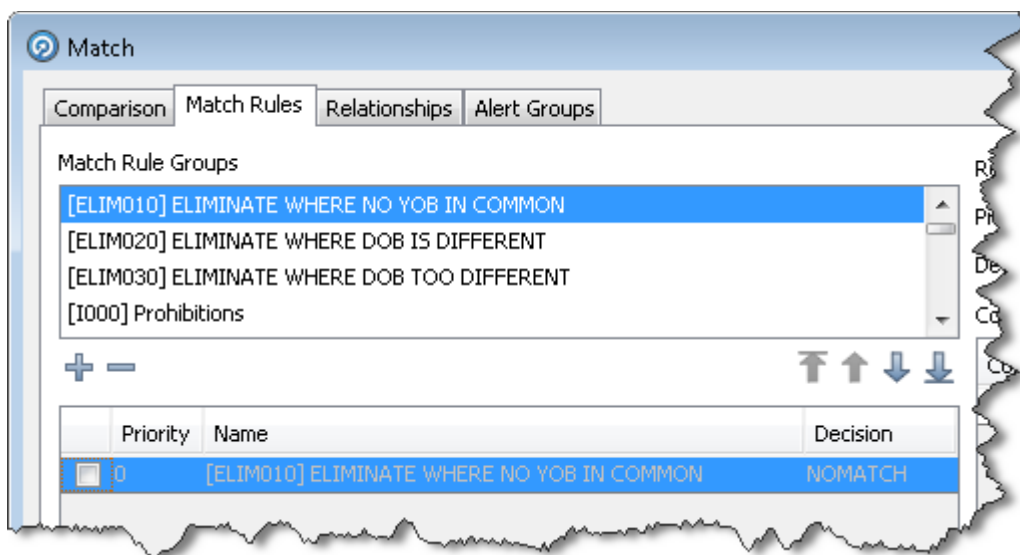 Match
Comparison Match Rules Relationships Alert Groups
Match Rule Groups
[ELIM010] ELIMINATE WHERE NO YOB IN COMMON
[ELIM020] ELIMINATE WHERE DOB IS DIFFERENT
[ELIM030] ELIMINATE WHERE DOB TOO DIFFERENT
[I000] Prohibitions
Priority Name Decision
0 [ELIM010] ELIMINATE WHERE NO YOB IN COMMON NOMATCH